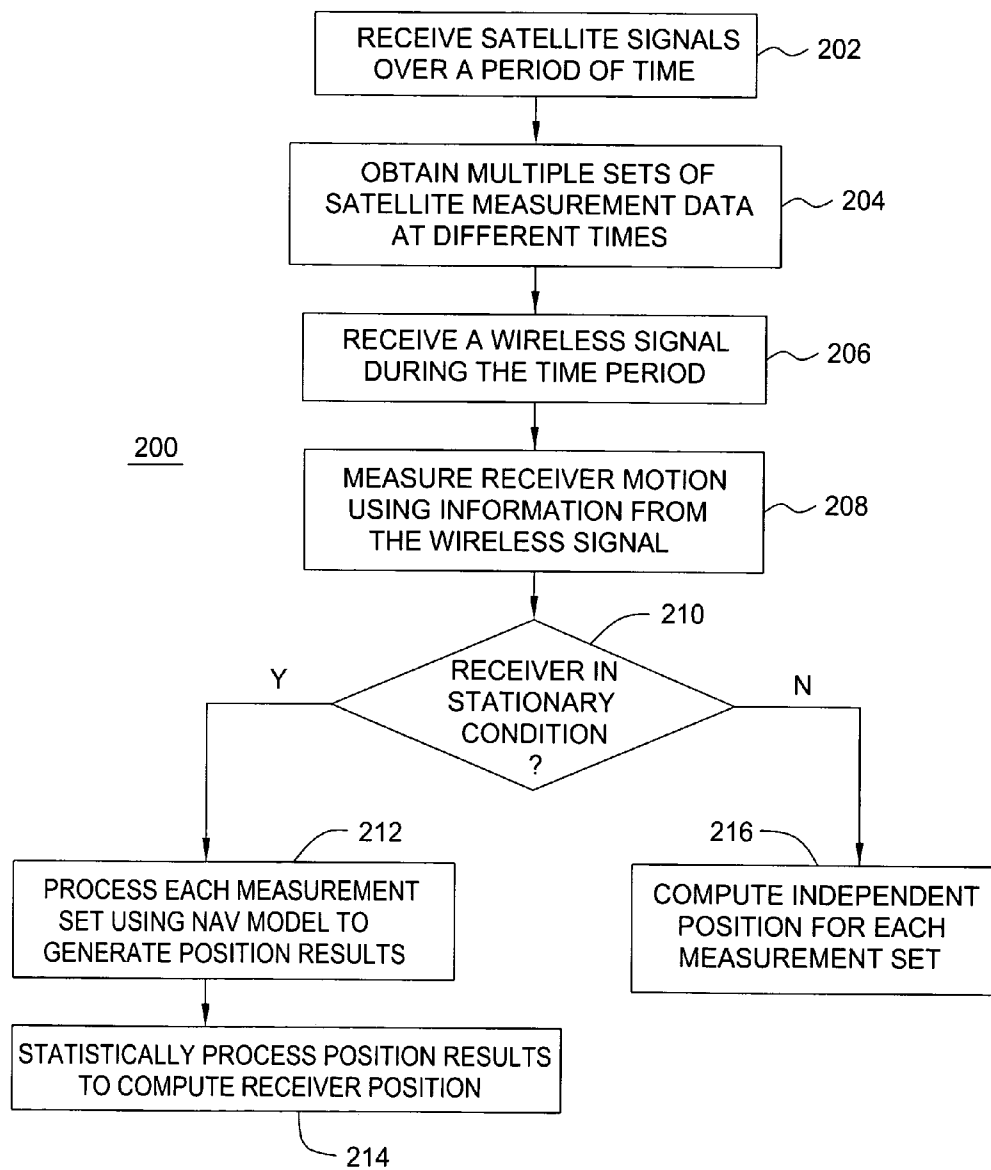 RECEIVE SATELLITE SIGNALS
OVER A PERIOD OF TIME
202
OBTAIN MULTIPLE SETS OF
SATELLITE MEASUREMENT DATA
AT DIFFERENT TIMES
204
RECEIVE A WIRELESS SIGNAL
DURING THE TIME PERIOD
206
200
MEASURE RECEIVER MOTION
USING INFORMATION FROM
THE WIRELESS SIGNAL
208
210
RECEIVER IN
STATIONARY
CONDITION
?
Y
N
212
PROCESS EACH MEASUREMENT
SET USING NAV MODEL TO
GENERATE POSITION RESULTS
216
COMPUTE INDEPENDENT
POSITION FOR EACH
MEASUREMENT SET
STATISTICALLY PROCESS POSITION RESULTS
TO COMPUTE RECEIVER POSITION
214